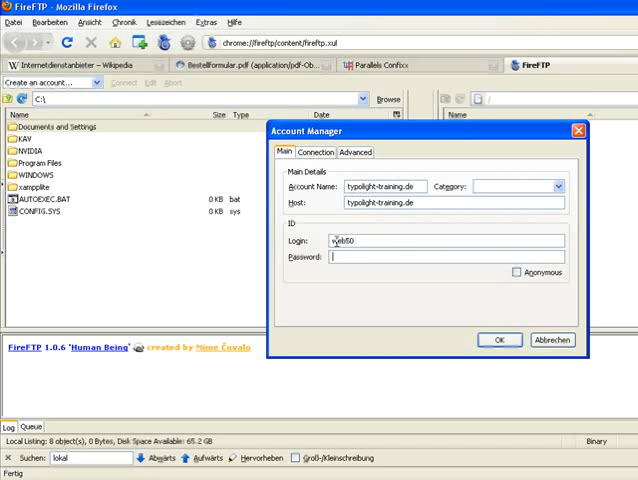 FireFTP - Mozilla Firefox
Datei Bearbeiten Ansicht Chronik Lesezeichen Extras Hilfe
chrome://fireftp/content/fireftp.xul
Internetdienstanbieter – Wikipedia Bestellformular.pdf (application/pdf-Ob... Parallels Confixx FireFTP
Create an account... Connect Edit Abort
C:\ Browse /
Name Size Type Date Name
Documents and Settings
KAV
NVIDIA
Program Files
WINDOWS
xampplite
AUTOEXEC.BAT 0 KB bat
CONFIG.SYS 0 KB sys
Account Manager
Main Connection Advanced
Main Details
Account Name: typolight-training.de Category:
Host: typolight-training.de
ID
Login: web50
Password:
Anonymous
OK Abbrechen
FireFTP 1.0.6 'Human Being' created by Mime Čuvalo
Log Queue
Local Listing: 8 object(s), 0 Bytes, Disk Space Available: 65.2 GB Binary
Suchen: lokal Abwärts Aufwärts Hervorheben Groß-/Kleinschreibung
Fertig